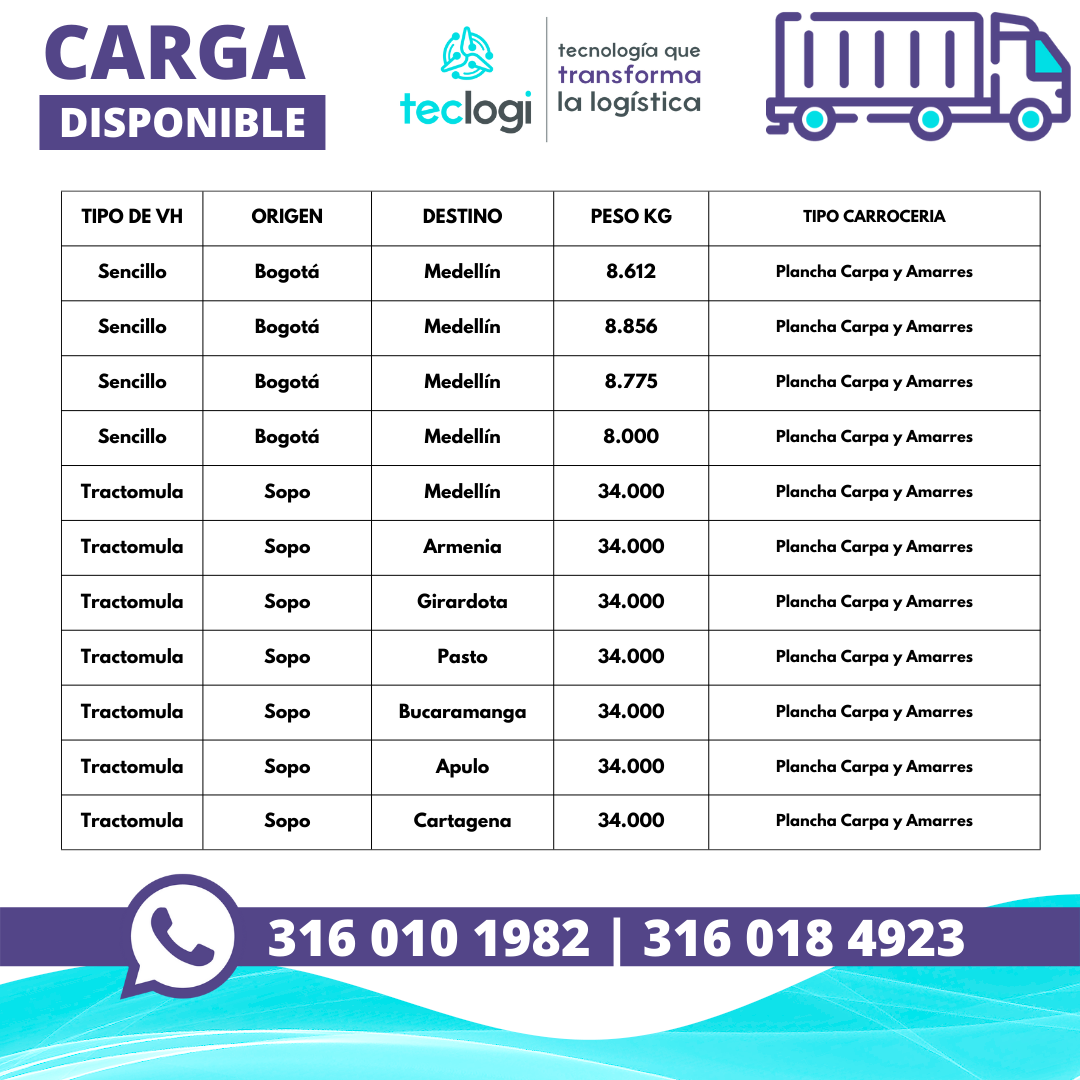 CARGA
DISPONIBLE
teclogi
tecnología que
transforma
la logística
TIPO DE VH ORIGEN DESTINO PESO KG TIPO CARROCERIA
Sencillo Bogotá Medellín 8.612 Plancha Carpa y Amarres
Sencillo Bogotá Medellín 8.856 Plancha Carpa y Amarres
Sencillo Bogotá Medellín 8.775 Plancha Carpa y Amarres
Sencillo Bogotá Medellín 8.000 Plancha Carpa y Amarres
Tractomula Sopo Medellín 34.000 Plancha Carpa y Amarres
Tractomula Sopo Armenia 34.000 Plancha Carpa y Amarres
Tractomula Sopo Girardota 34.000 Plancha Carpa y Amarres
Tractomula Sopo Pasto 34.000 Plancha Carpa y Amarres
Tractomula Sopo Bucaramanga 34.000 Plancha Carpa y Amarres
Tractomula Sopo Apulo 34.000 Plancha Carpa y Amarres
Tractomula Sopo Cartagena 34.000 Plancha Carpa y Amarres
316 010 1982 | 316 018 4923